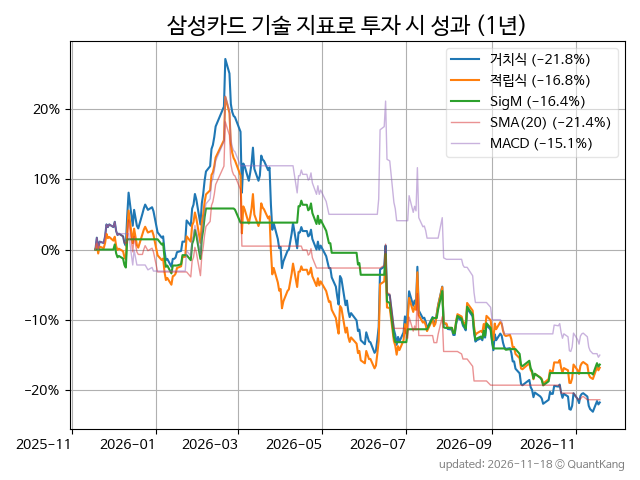 삼성카드 기술 지표로 투자 시 성과 (1년)
거치식 (−21.8%)
적립식 (−16.8%)
SigM (−16.4%)
SMA(20) (−21.4%)
MACD (−15.1%)
20%
10%
0%
−10%
−20%
2025-11 2026-01 2026-03 2026-05 2026-07 2026-09 2026-11
updated: 2026-11-18 © QuantKang